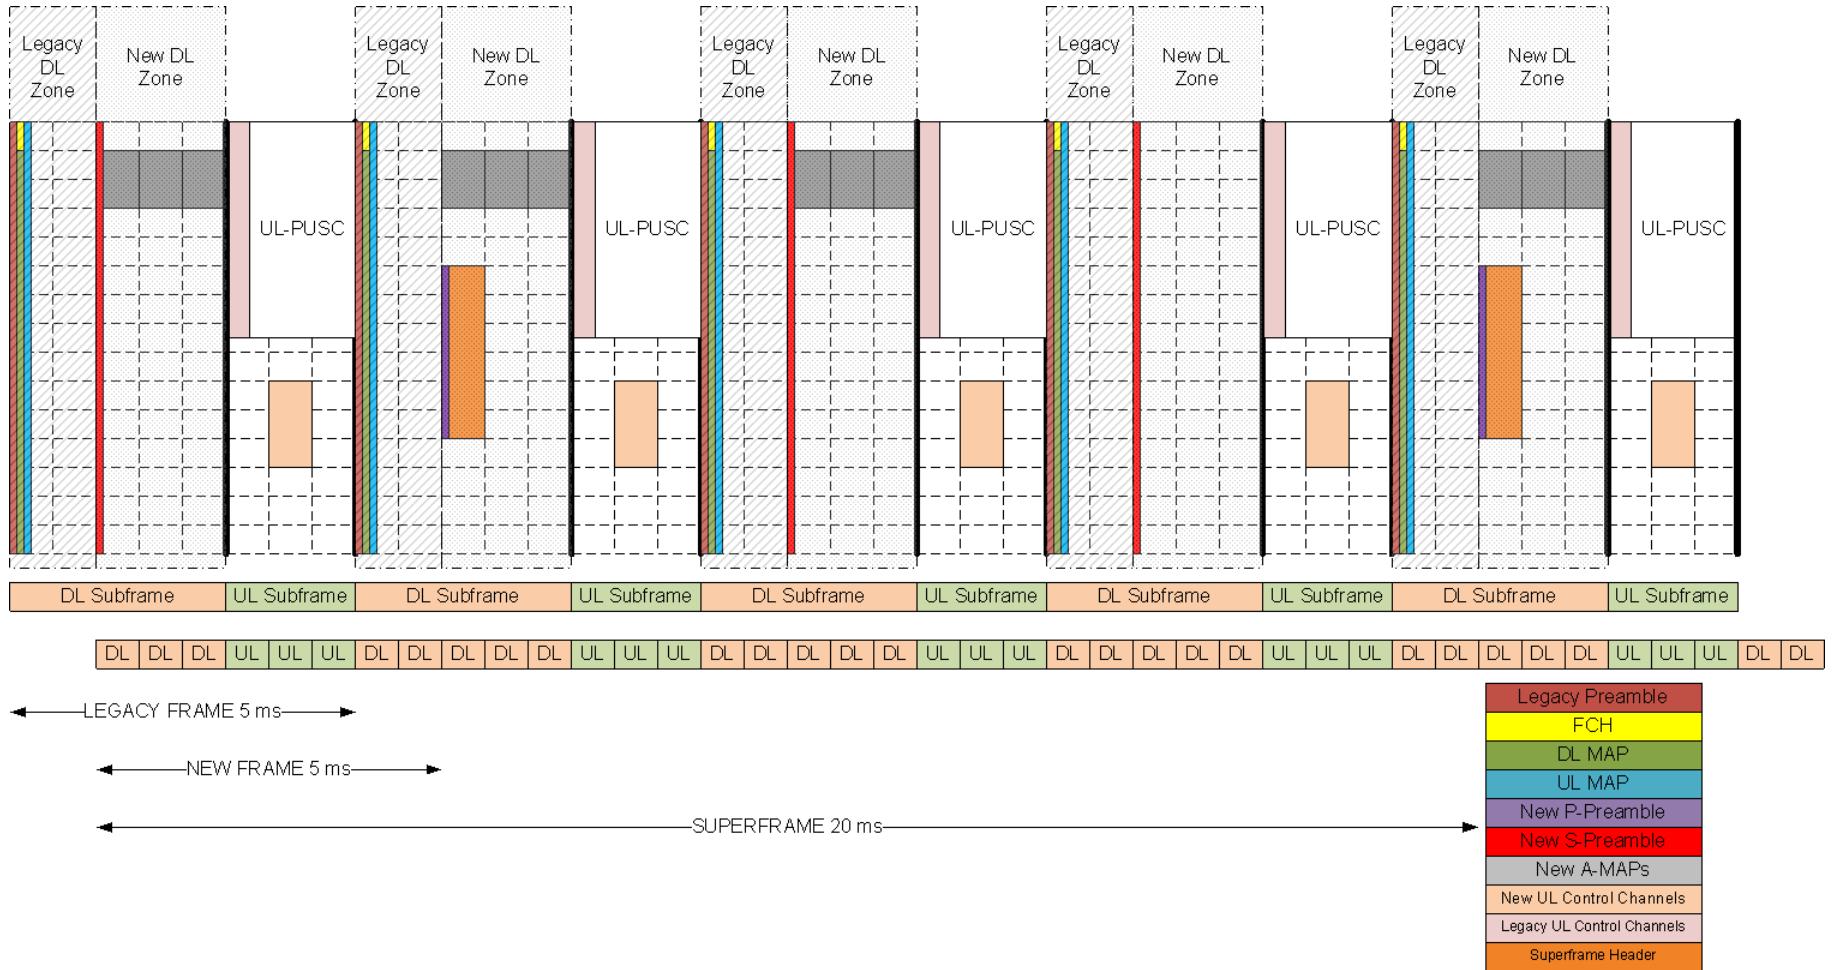 Legacy DL Zone
New DL Zone
Legacy DL Zone
New DL Zone
Legacy DL Zone
New DL Zone
Legacy DL Zone
New DL Zone
Legacy DL Zone
New DL Zone
UL-PUSC
UL-PUSC
UL-PUSC
UL-PUSC
UL-PUSC
DL Subframe UL Subframe DL Subframe UL Subframe DL Subframe UL Subframe DL Subframe UL Subframe DL Subframe UL Subframe
DL DL DL UL UL UL DL DL DL DL DL UL UL UL DL DL DL DL DL UL UL UL DL DL DL DL DL UL UL UL DL DL DL DL DL UL UL UL DL DL
LEGACY FRAME 5 ms
NEW FRAME 5 ms
SUPERFRAME 20 ms
Legacy Preamble
FCH
DL MAP
UL MAP
New P-Preamble
New S-Preamble
New A-MAPs
New UL Control Channels
Legacy UL Control Channels
Superframe Header